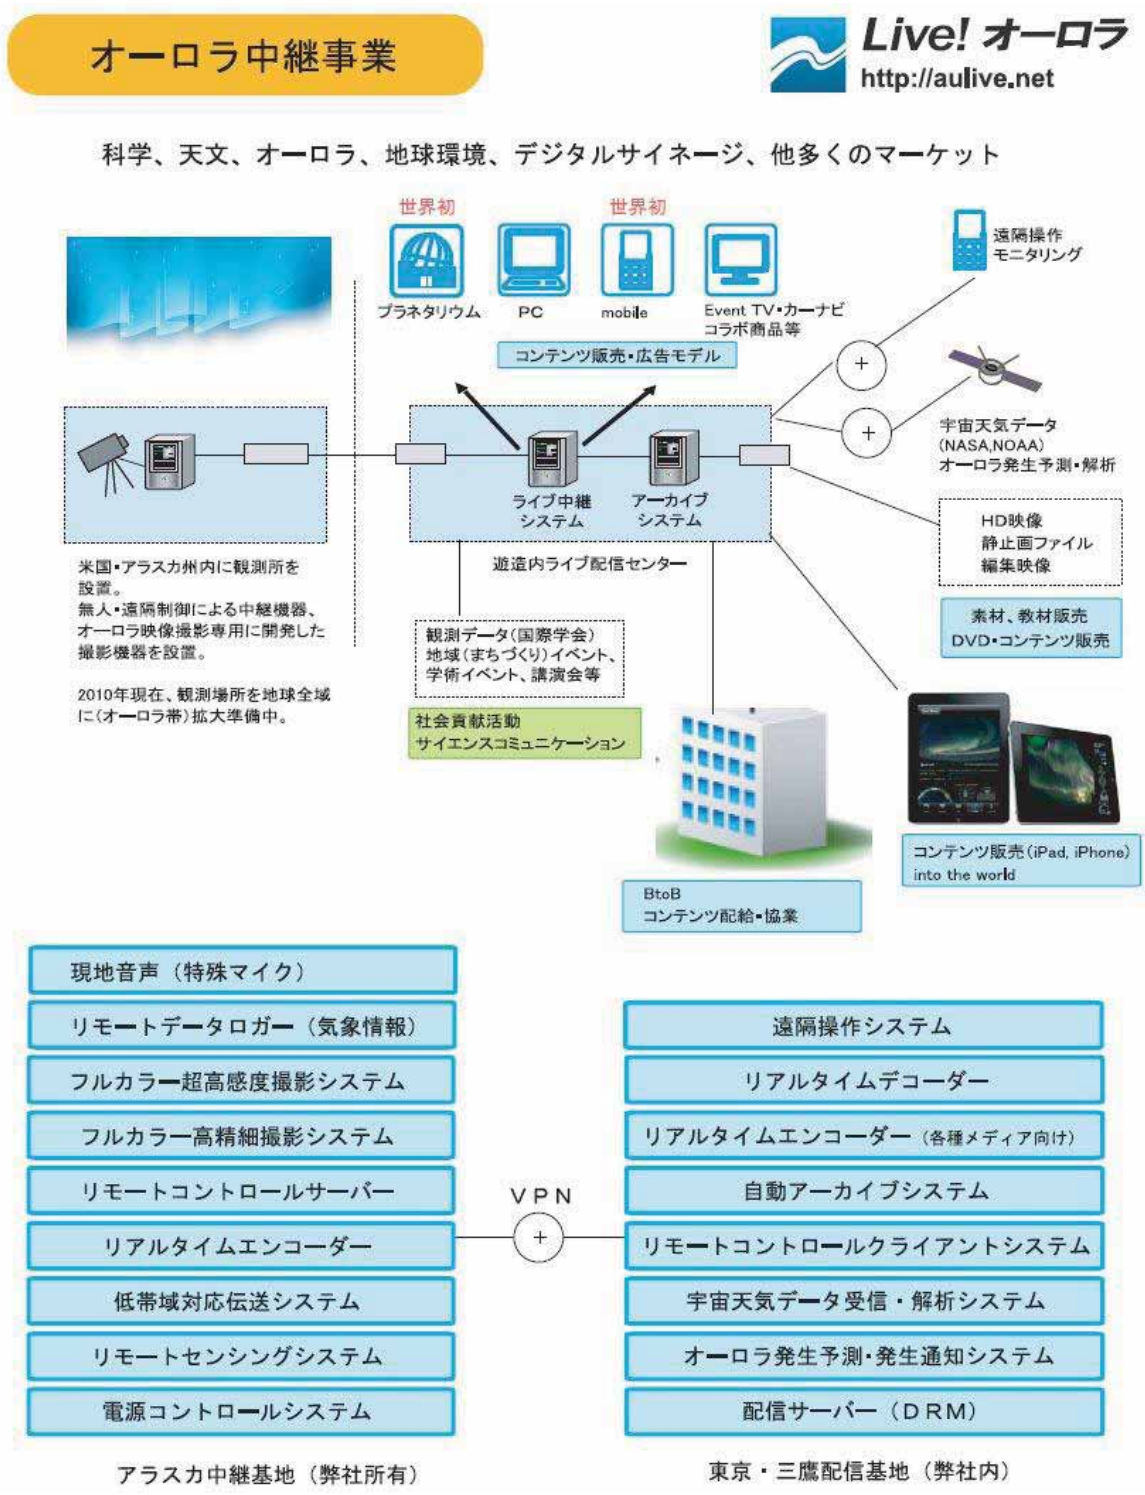 オーロラ中継事業
Live! オーロラ
http://aulive.net
科学、天文、オーロラ、地球環境、デジタルサイネージ、他多くのマーケット
世界初
世界初
プラネタリウム
PC
mobile
Event TV・カーナビ
コラボ商品等
コンテンツ販売・広告モデル
遠隔操作
モニタリング
+
+
宇宙天気データ
(NASA,NOAA)
オーロラ発生予測・解析
ライブ中継
システム
アーカイブ
システム
遊造内ライブ配信センター
HD映像
静止画ファイル
編集映像
素材、教材販売
DVD・コンテンツ販売
米国・アラスカ州内に観測所を
設置。
無人・遠隔制御による中継機器、
オーロラ映像撮影専用に開発した
撮影機器を設置。
2010年現在、観測場所を地球全域
に(オーロラ帯)拡大準備中。
観測データ(国際学会)
地域(まちづくり)イベント、
学術イベント、講演会等
社会貢献活動
サイエンスコミュニケーション
BtoB
コンテンツ配給・協業
コンテンツ販売(iPad, iPhone)
into the world
現地音声（特殊マイク）
リモートデータロガー（気象情報）
フルカラー超高感度撮影システム
フルカラー高精細撮影システム
リモートコントロールサーバー
リアルタイムエンコーダー
低帯域対応伝送システム
リモートセンシングシステム
電源コントロールシステム
アラスカ中継基地（弊社所有）
ＶＰＮ
+
遠隔操作システム
リアルタイムデコーダー
リアルタイムエンコーダー（各種メディア向け）
自動アーカイブシステム
リモートコントロールクライアントシステム
宇宙天気データ受信・解析システム
オーロラ発生予測・発生通知システム
配信サーバー（ＤＲＭ）
東京・三鷹配信基地（弊社内）